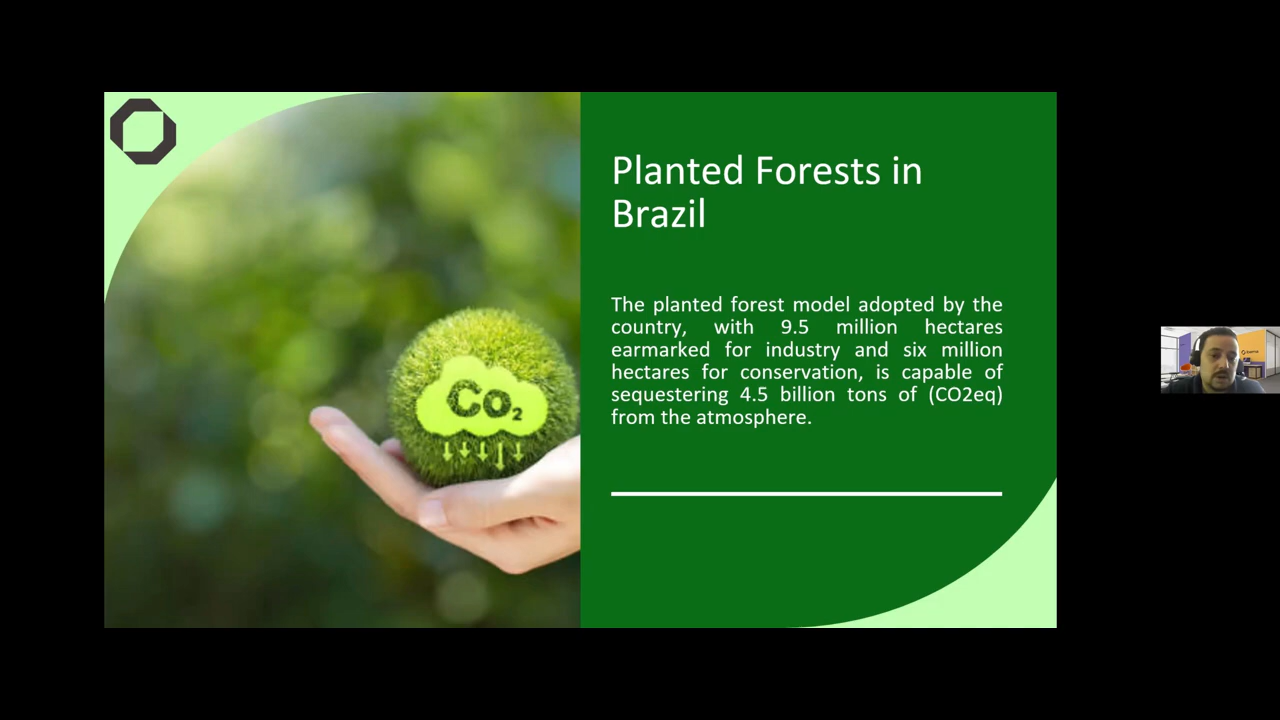 Planted Forests in
Brazil
The planted forest model adopted by the
country, with 9.5 million hectares
earmarked for industry and six million
hectares for conservation, is capable of
sequestering 4.5 billion tons of (CO2eq)
from the atmosphere.
Co₂